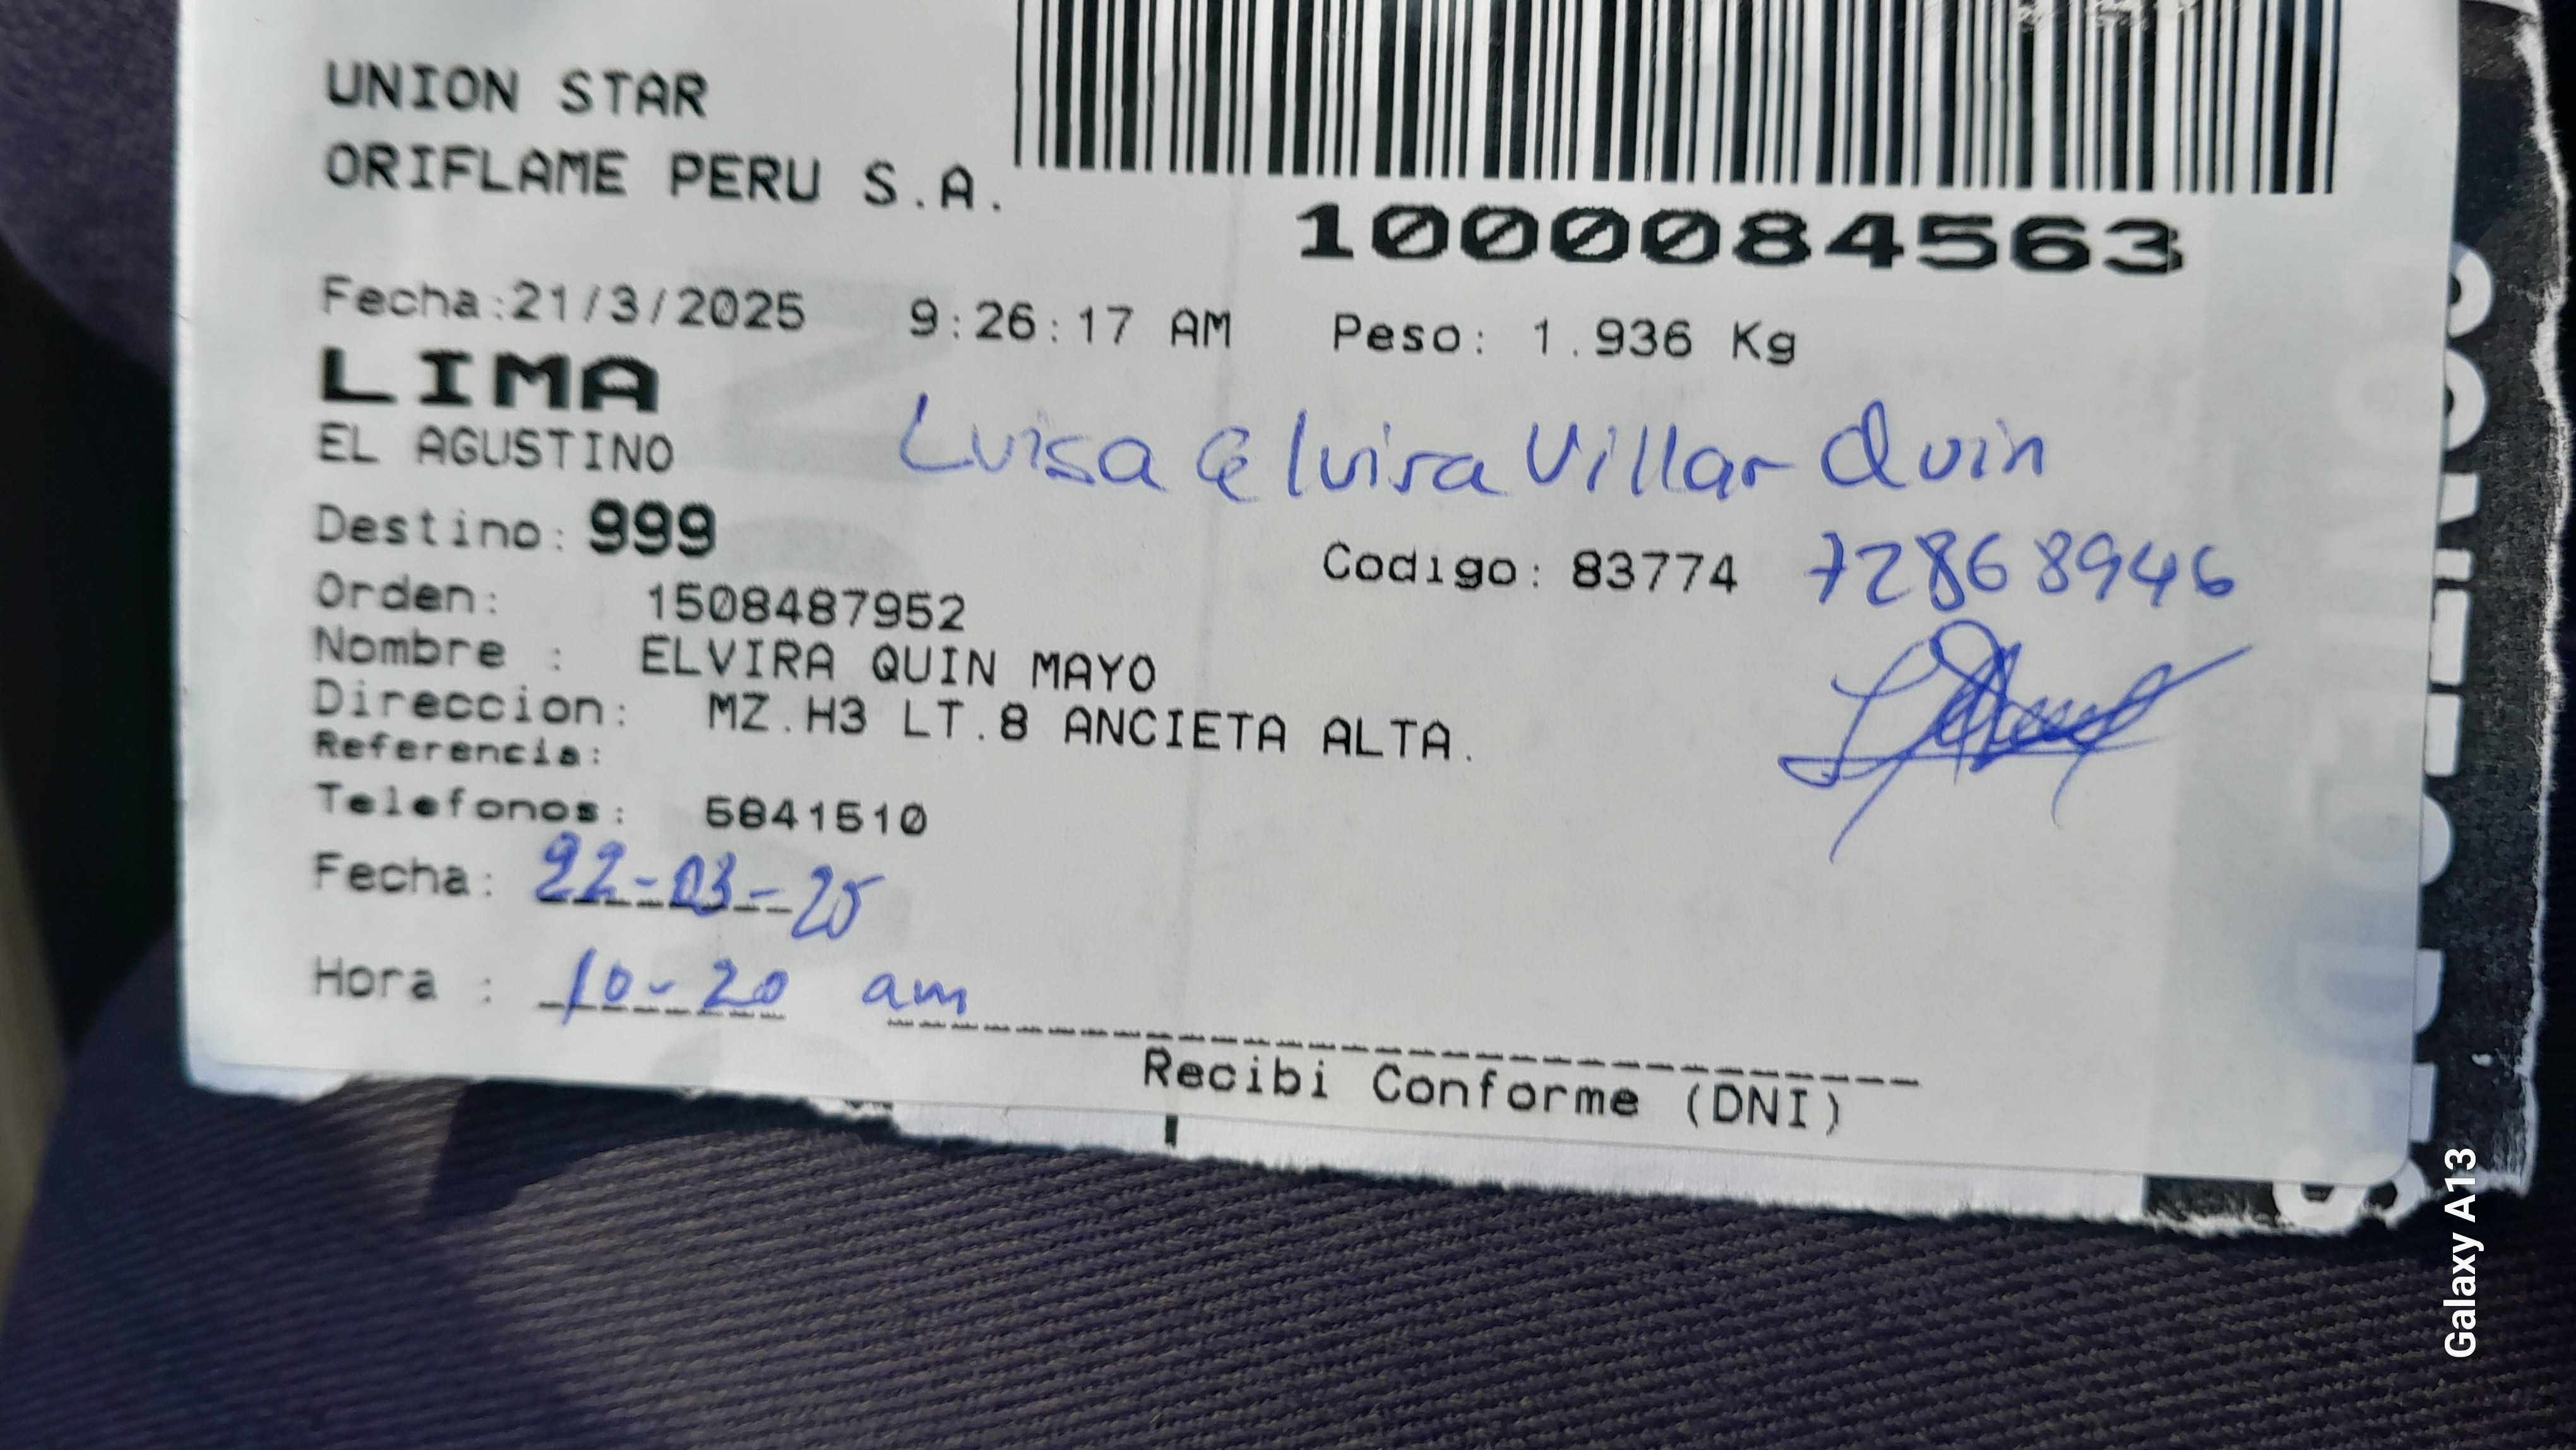 UNION STAR
ORIFLAME PERU S.A.
1000084563
Fecha:21/3/2025 9:26:17 AM Peso: 1.936 Kg
LIMA
EL AGUSTINO
Luisa Elvira Villar Quin
Destino: 999
Codigo: 83774 72868946
Orden: 1508487952
Nombre : ELVIRA QUIN MAYO
Direccion: MZ.H3 LT.8 ANCIETA ALTA.
Referencia:
Telefonos: 5841510
Fecha: 22-03-25
Hora : 10-20 am
Recibi Conforme (DNI)
Galaxy A13